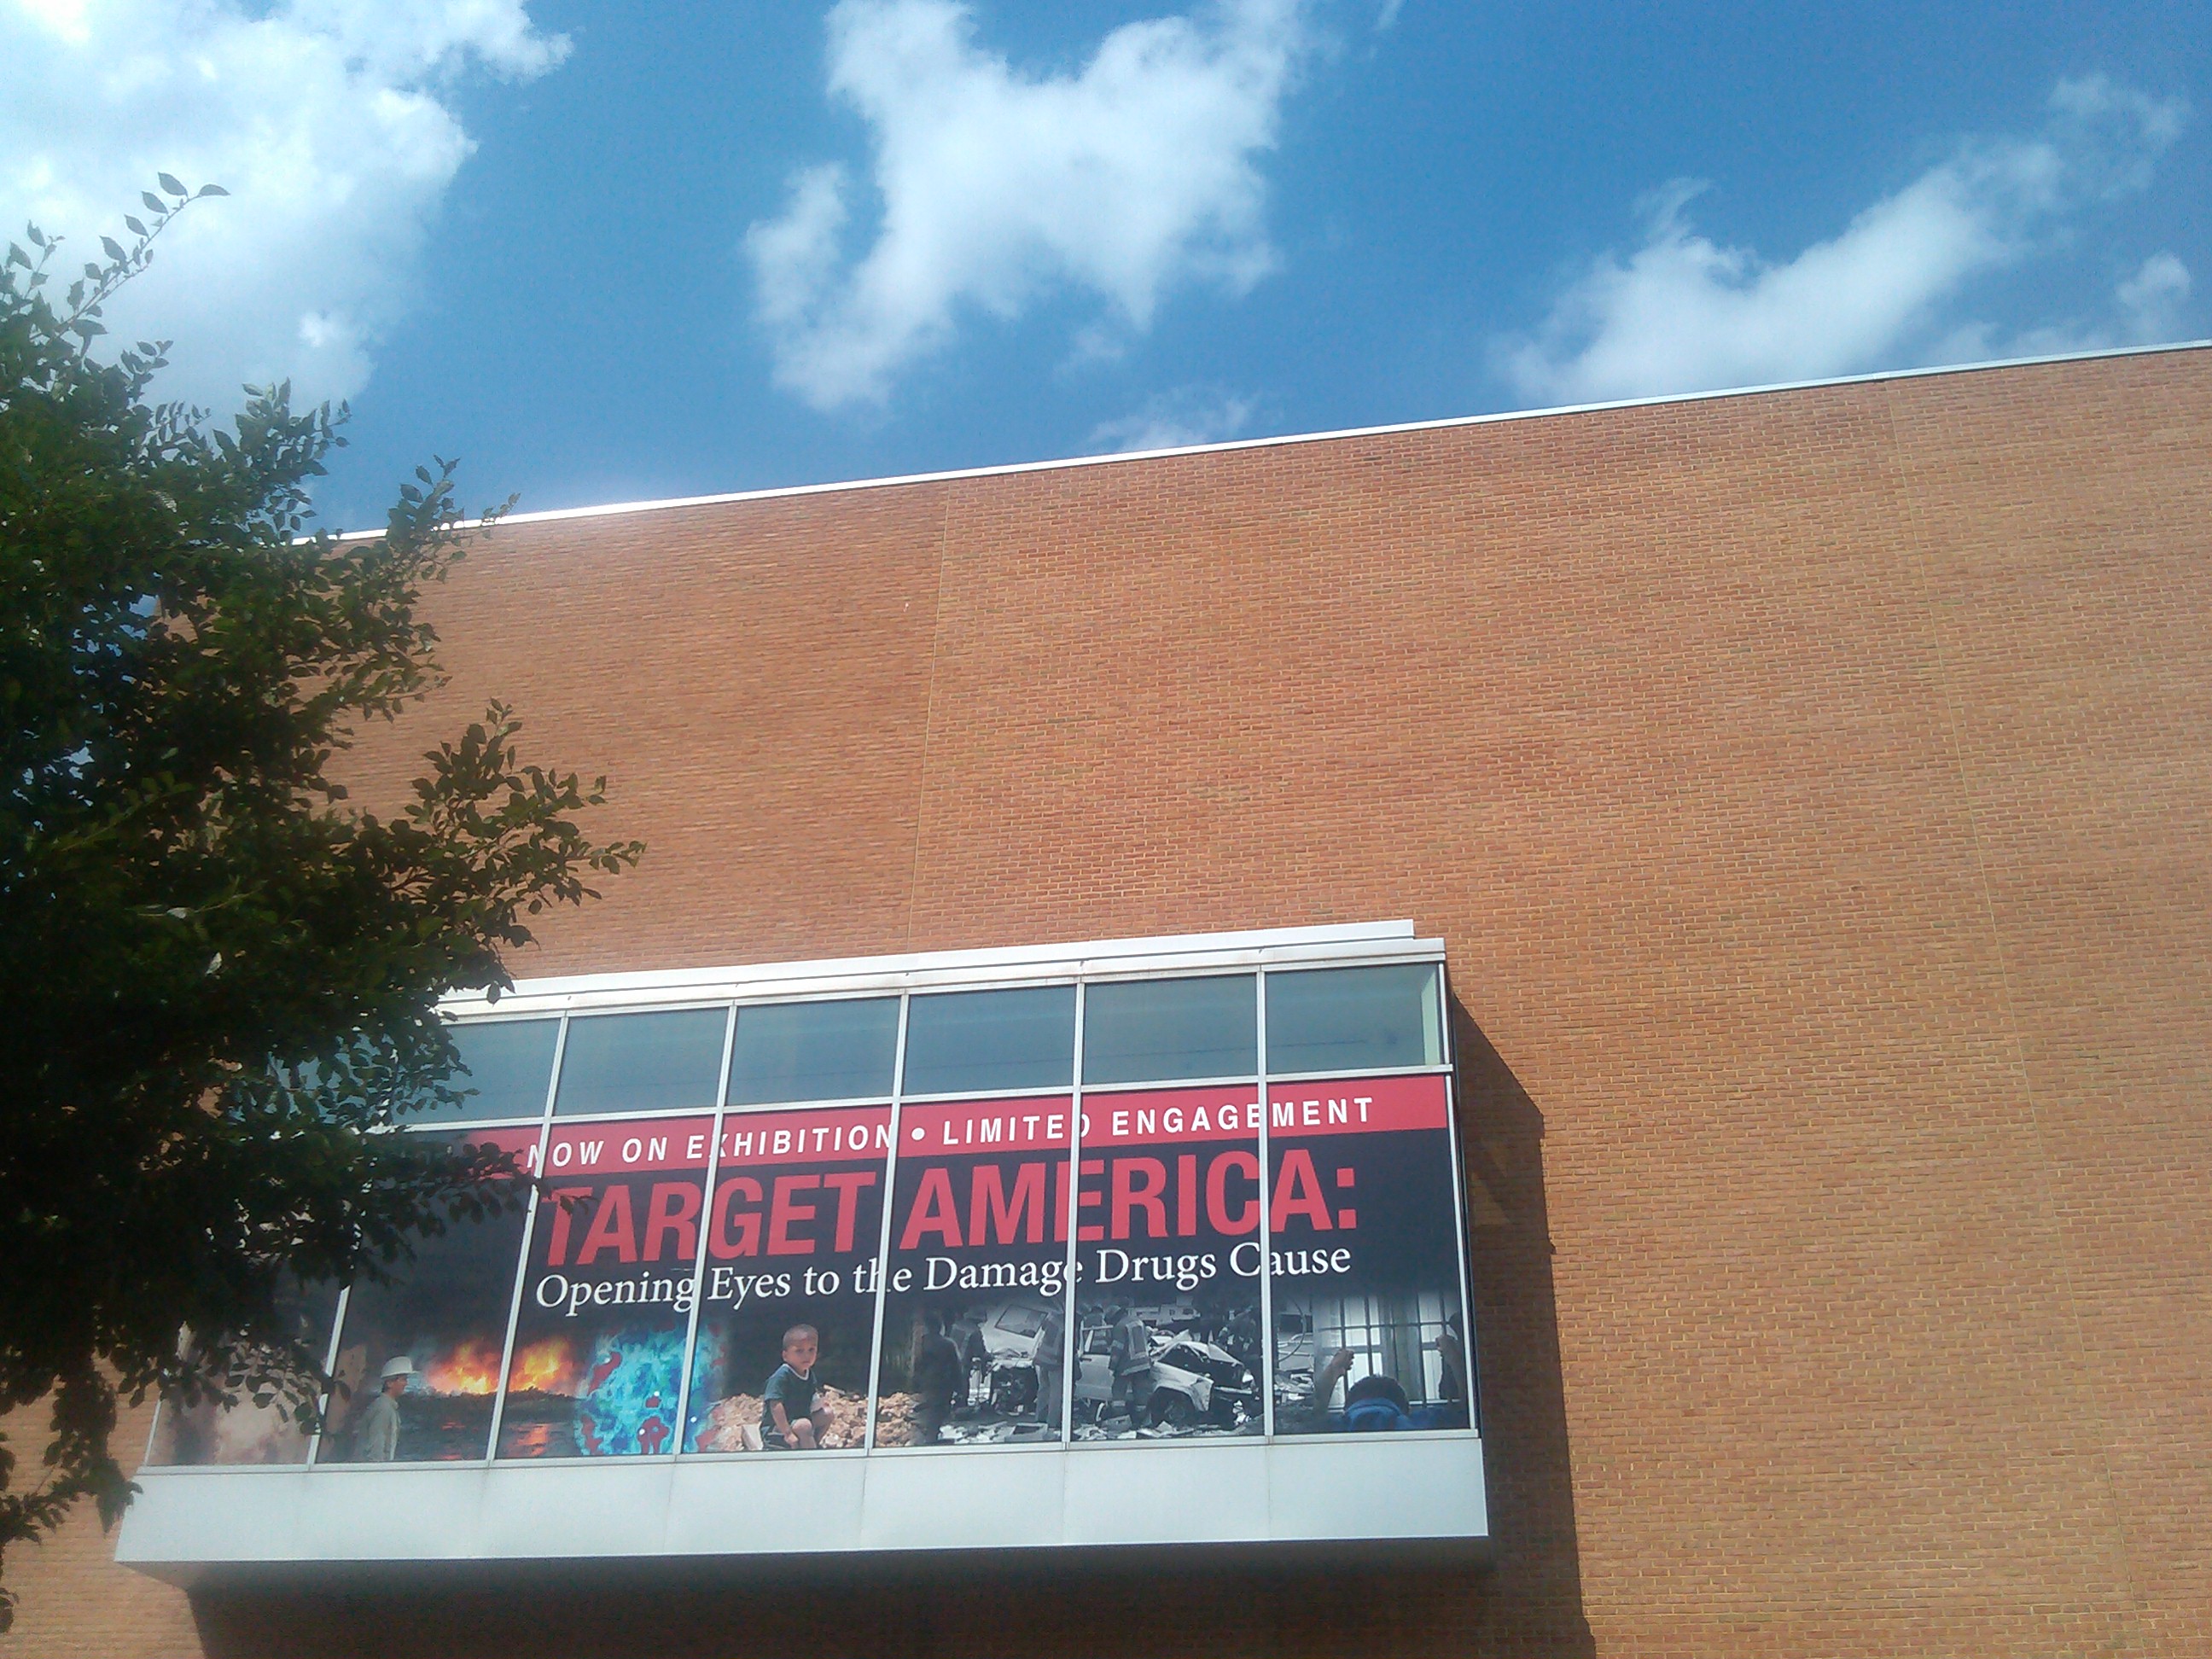 NOW ON EXHIBITION • LIMITED ENGAGEMENT
TARGET AMERICA:
Opening Eyes to the Damage Drugs Cause